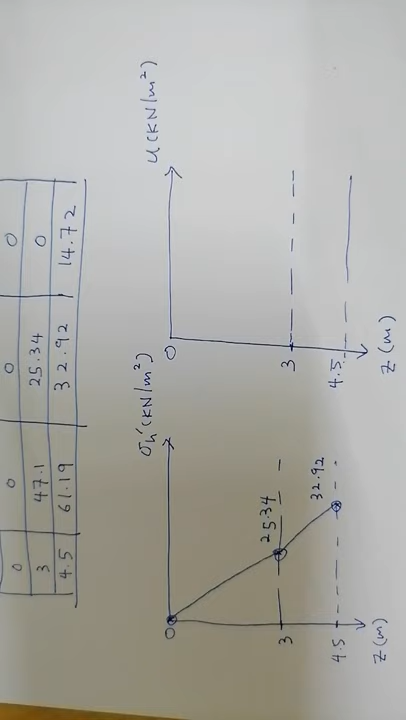 0 0 0 0
3 47.1 25.34 0
4.5 61.19 32.92 14.72
σh'(KN/m²)
u(KN/m²)
0
25.34
3
32.92
4.5
z(m)
0
3
4.5
z(m)